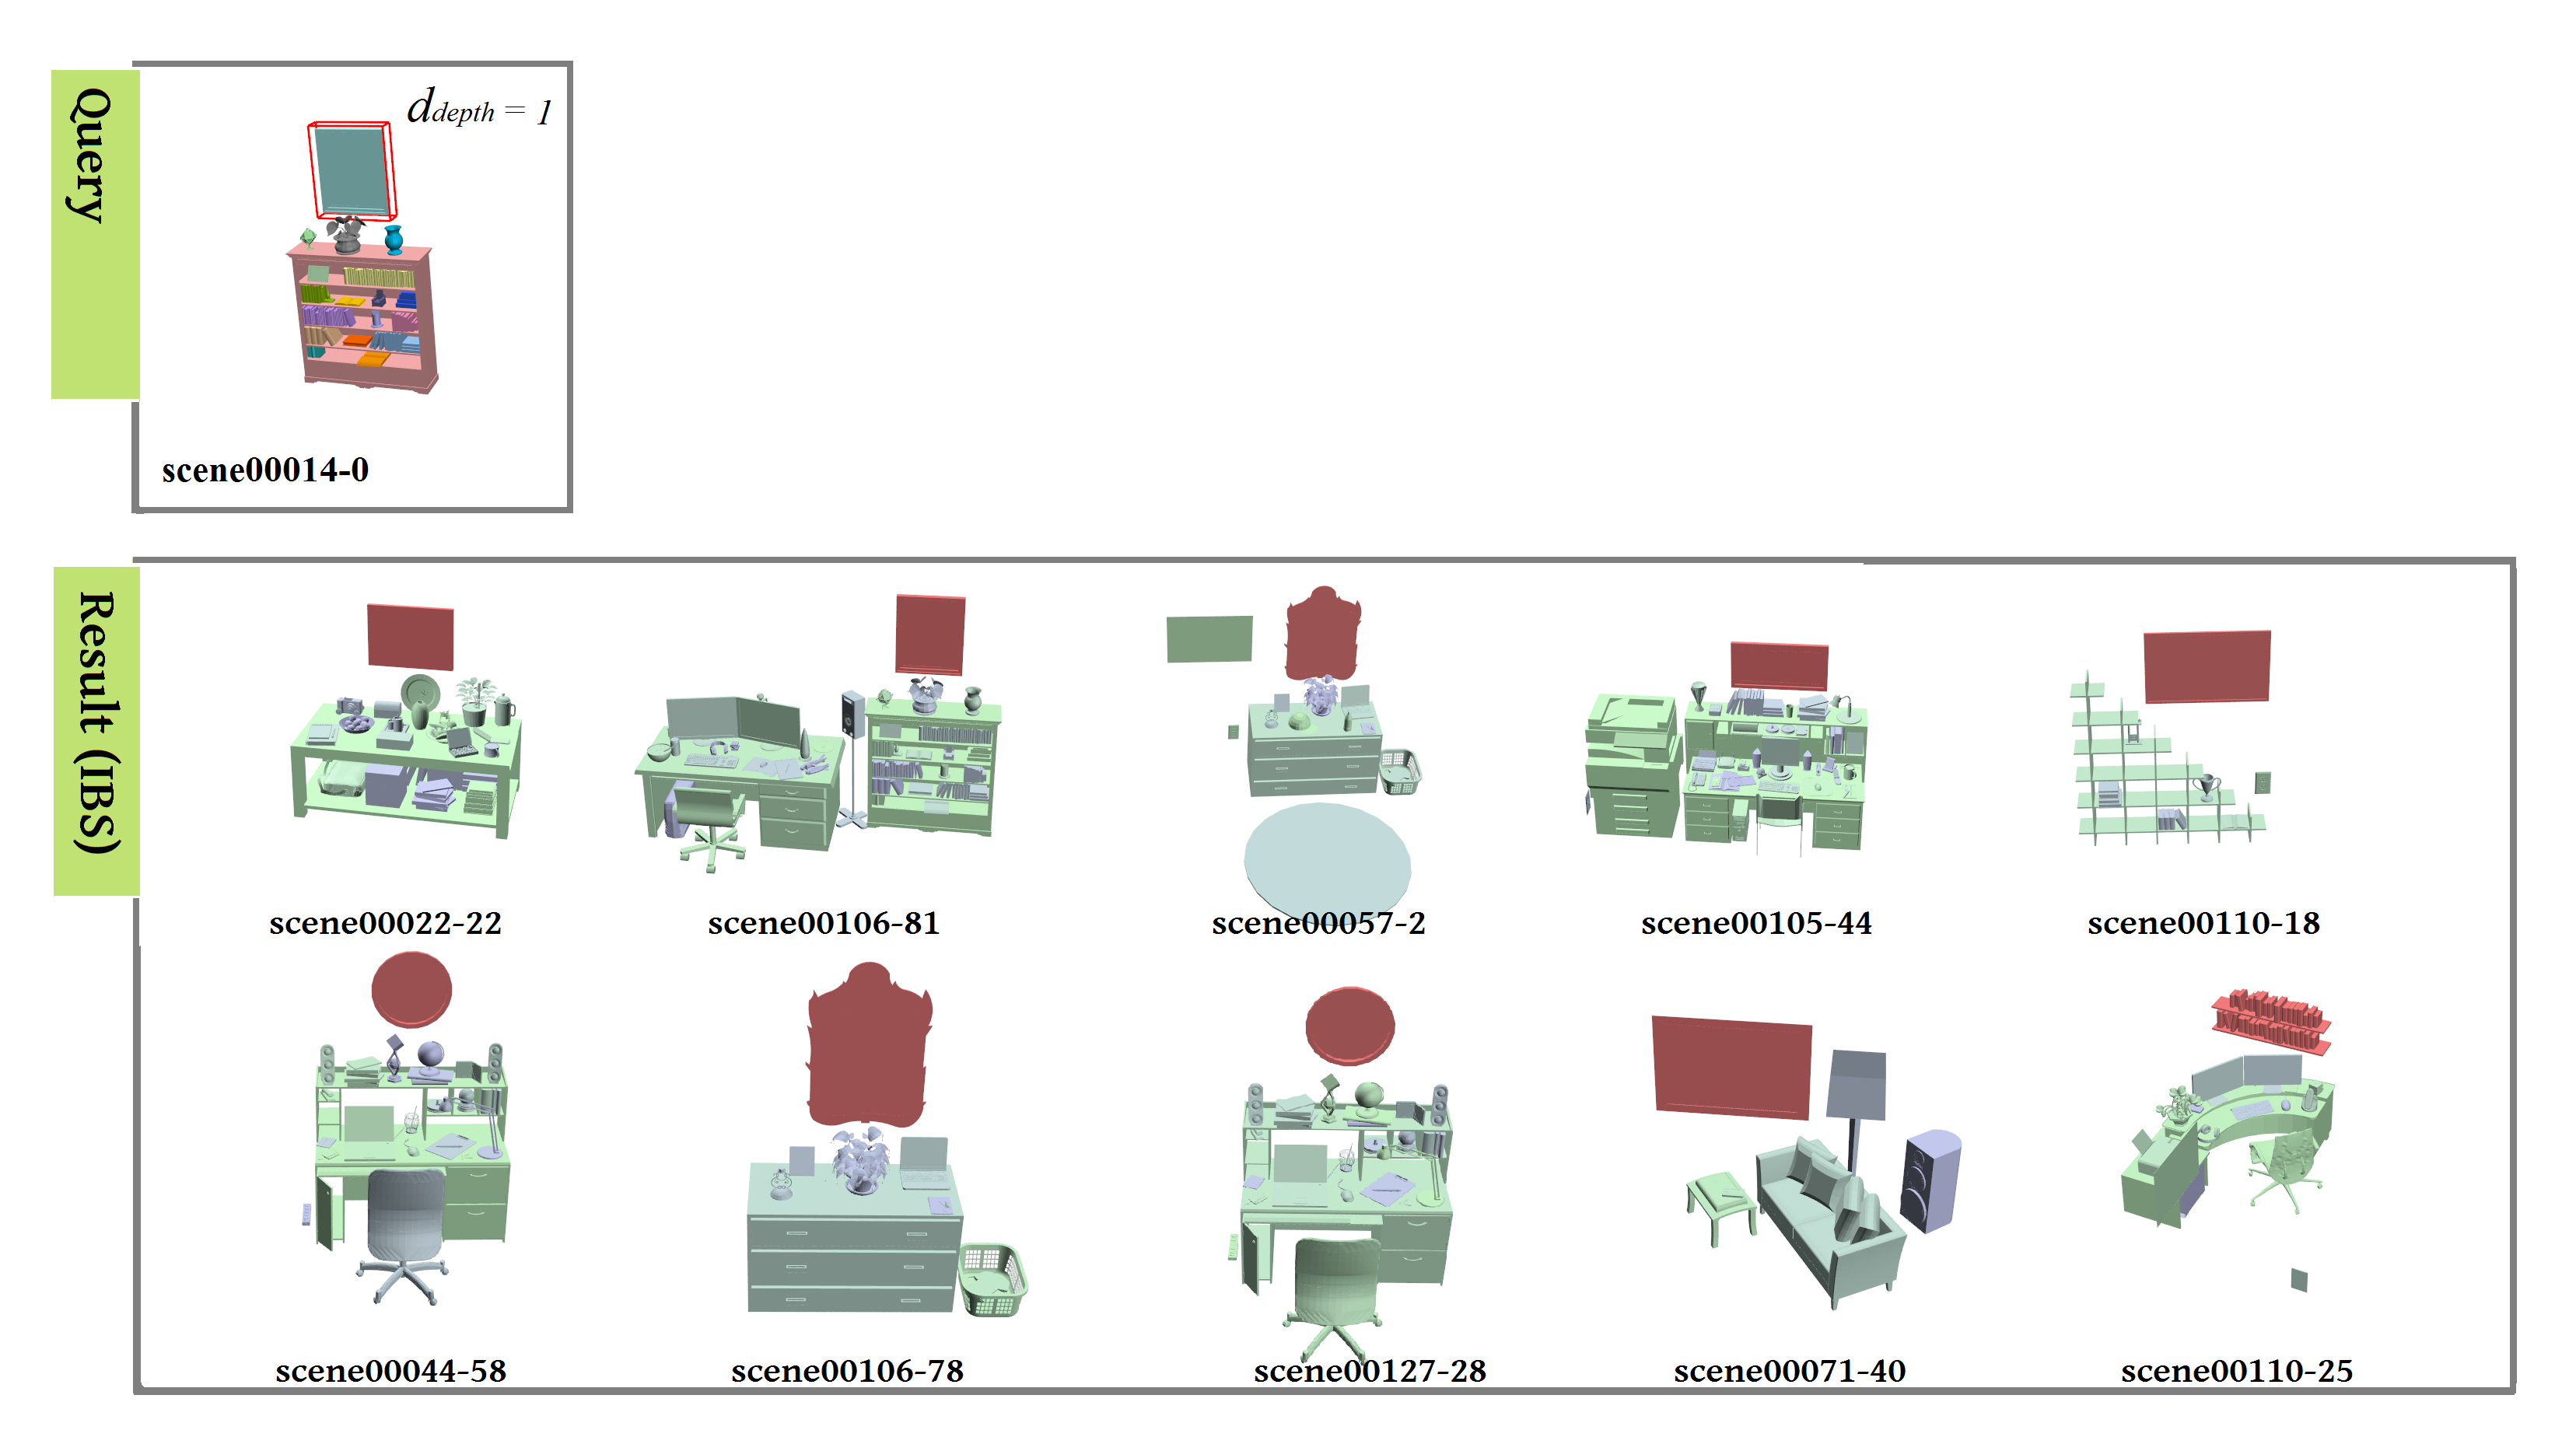 Query
d_depth = 1
scene00014-0
Result (IBS)
scene00022-22
scene00106-81
scene00057-2
scene00105-44
scene00110-18
scene00044-58
scene00106-78
scene00127-28
scene00071-40
scene00110-25